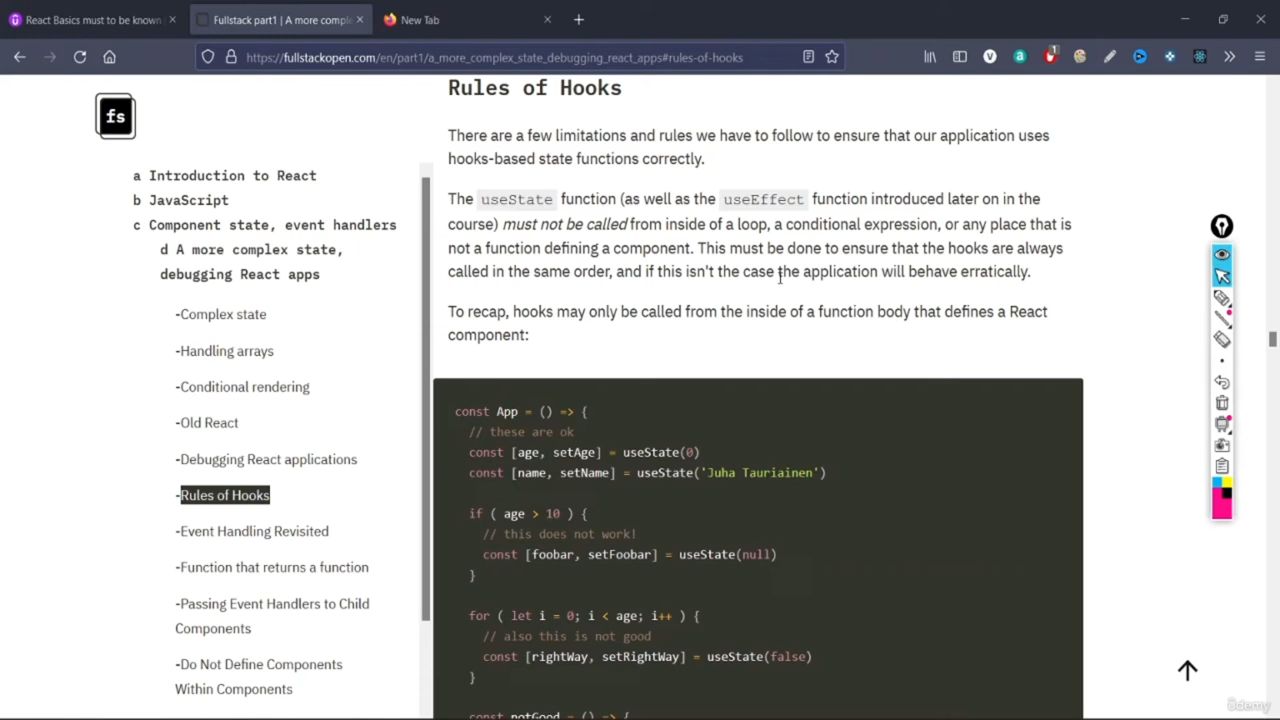 React Basics must to be known
Fullstack part1 | A more comple
New Tab
https://fullstackopen.com/en/part1/a_more_complex_state_debugging_react_apps#rules-of-hooks
1
fs
a Introduction to React
b JavaScript
c Component state, event handlers
d A more complex state,
debugging React apps
-Complex state
-Handling arrays
-Conditional rendering
-Old React
-Debugging React applications
-Rules of Hooks
-Event Handling Revisited
-Function that returns a function
-Passing Event Handlers to Child
Components
-Do Not Define Components
Within Components
Rules of Hooks
There are a few limitations and rules we have to follow to ensure that our application uses
hooks-based state functions correctly.
The useState function (as well as the useEffect function introduced later on in the
course) must not be called from inside of a loop, a conditional expression, or any place that is
not a function defining a component. This must be done to ensure that the hooks are always
called in the same order, and if this isn't the case the application will behave erratically.
To recap, hooks may only be called from the inside of a function body that defines a React
component:
const App = () => {
// these are ok
const [age, setAge] = useState(0)
const [name, setName] = useState('Juha Tauriainen')
if ( age > 10 ) {
// this does not work!
const [foobar, setFoobar] = useState(null)
}
for ( let i = 0; i < age; i++ ) {
// also this is not good
const [rightWay, setRightWay] = useState(false)
}
const notGood = () => {
Udemy